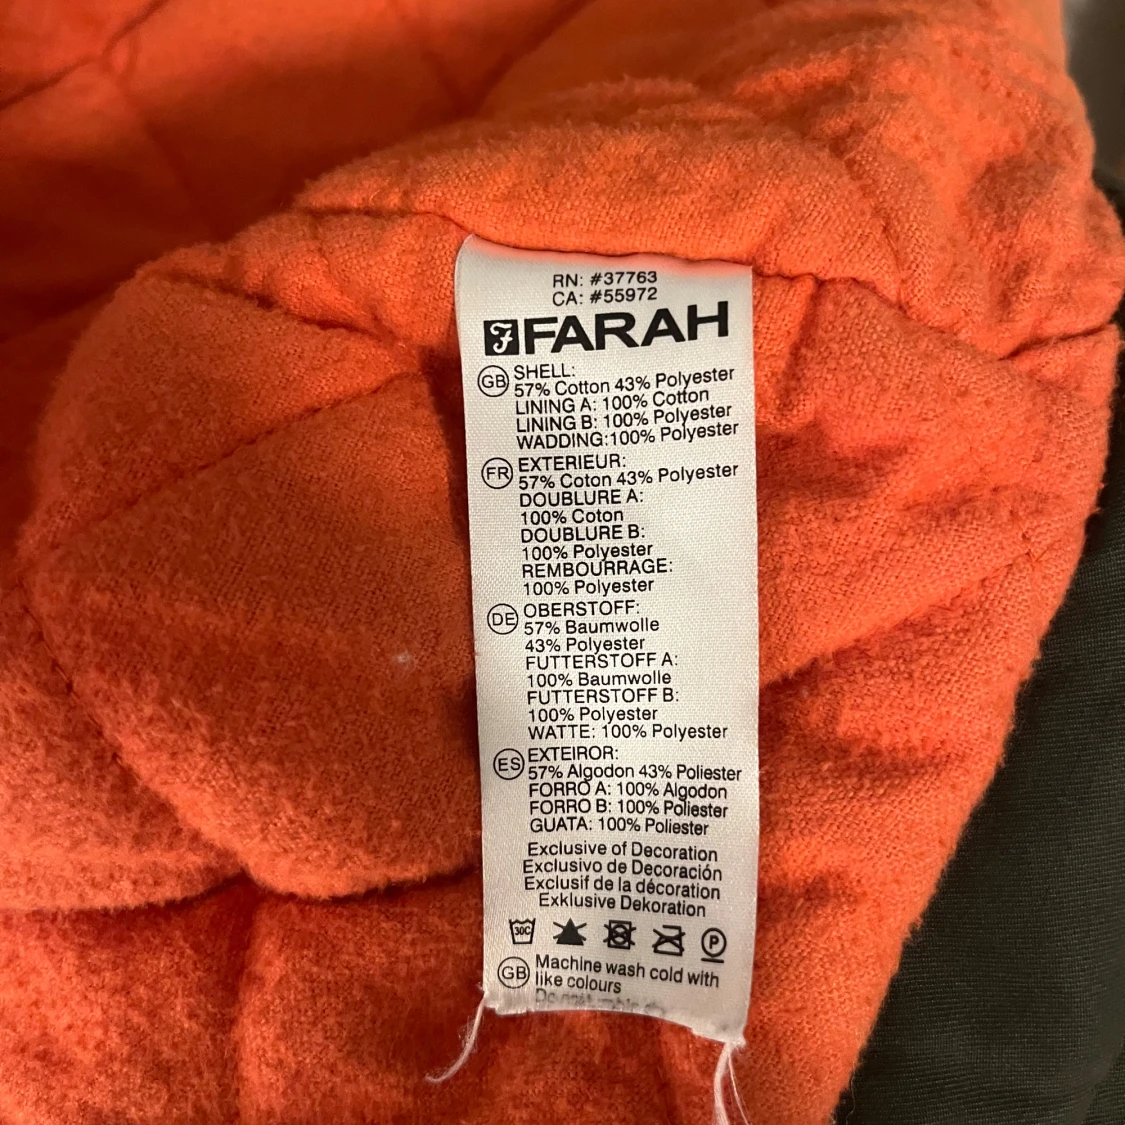 RN: #37763
CA: #55972
FARAH
GB SHELL:
57% Cotton 43% Polyester
LINING A: 100% Cotton
LINING B: 100% Polyester
WADDING:100% Polyester
FR EXTERIEUR:
57% Coton 43% Polyester
DOUBLURE A:
100% Coton
DOUBLURE B:
100% Polyester
REMBOURRAGE:
100% Polyester
DE OBERSTOFF:
57% Baumwolle
43% Polyester
FUTTERSTOFF A:
100% Baumwolle
FUTTERSTOFF B:
100% Polyester
WATTE: 100% Polyester
ES EXTEIROR:
57% Algodon 43% Poliester
FORRO A: 100% Algodon
FORRO B: 100% Poliester
GUATA: 100% Poliester
Exclusive of Decoration
Exclusivo de Decoración
Exclusif de la décoration
Exklusive Dekoration
30C P
GB Machine wash cold with
like colours